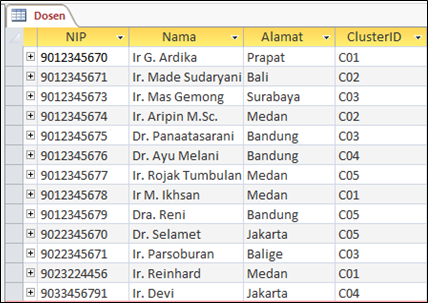 Dosen
NIP Nama Alamat ClusterID
9012345670 Ir G. Ardika Prapat C01
9012345671 Ir. Made Sudaryani Bali C02
9012345673 Ir. Mas Gemong Surabaya C03
9012345674 Ir. Aripin M.Sc. Medan C02
9012345675 Dr. Panaatasarani Bandung C03
9012345676 Dr. Ayu Melani Bandung C04
9012345677 Ir. Rojak Tumbulan Medan C05
9012345678 Ir M. Ikhsan Medan C01
9012345679 Dra. Reni Bandung C05
9022345670 Dr. Selamet Jakarta C05
9022345671 Ir. Parsoburan Balige C03
9023224456 Ir. Reinhard Medan C01
9033456791 Ir. Devi Jakarta C04